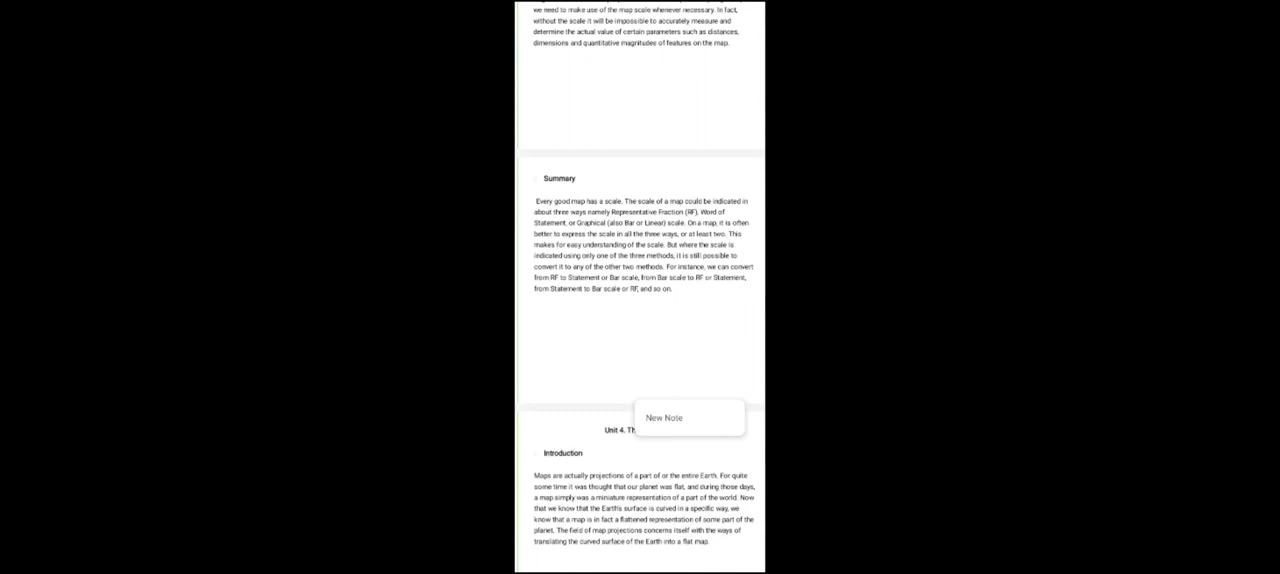 we need to make use of the map scale whenever necessary. In fact,
without the scale it will be impossible to accurately measure and
determine the actual value of certain parameters such as distances,
dimensions and quantitative magnitudes of features on the map.
Summary
Every good map has a scale. The scale of a map could be indicated in
about three ways namely Representative Fraction (RF), Word of
Statement, or Graphical (also Bar or Linear) scale. On a map, it is often
better to express the scale in all the three ways, or at least two. This
makes for easy understanding of the scale. But where the scale is
indicated using only one of the three methods, it is still possible to
convert it to any of the other two methods. For instance, we can convert
from RF to Statement or Bar scale, from Bar scale to RF or Statement,
from Statement to Bar scale or RF, and so on.
New Note
Unit 4. Th
Introduction
Maps are actually projections of a part of or the entire Earth. For quite
some time it was thought that our planet was flat, and during those days,
a map simply was a miniature representation of a part of the world. Now
that we know that the Earth's surface is curved in a specific way, we
know that a map is in fact a flattened representation of some part of the
planet. The field of map projections concerns itself with the ways of
translating the curved surface of the Earth into a flat map.